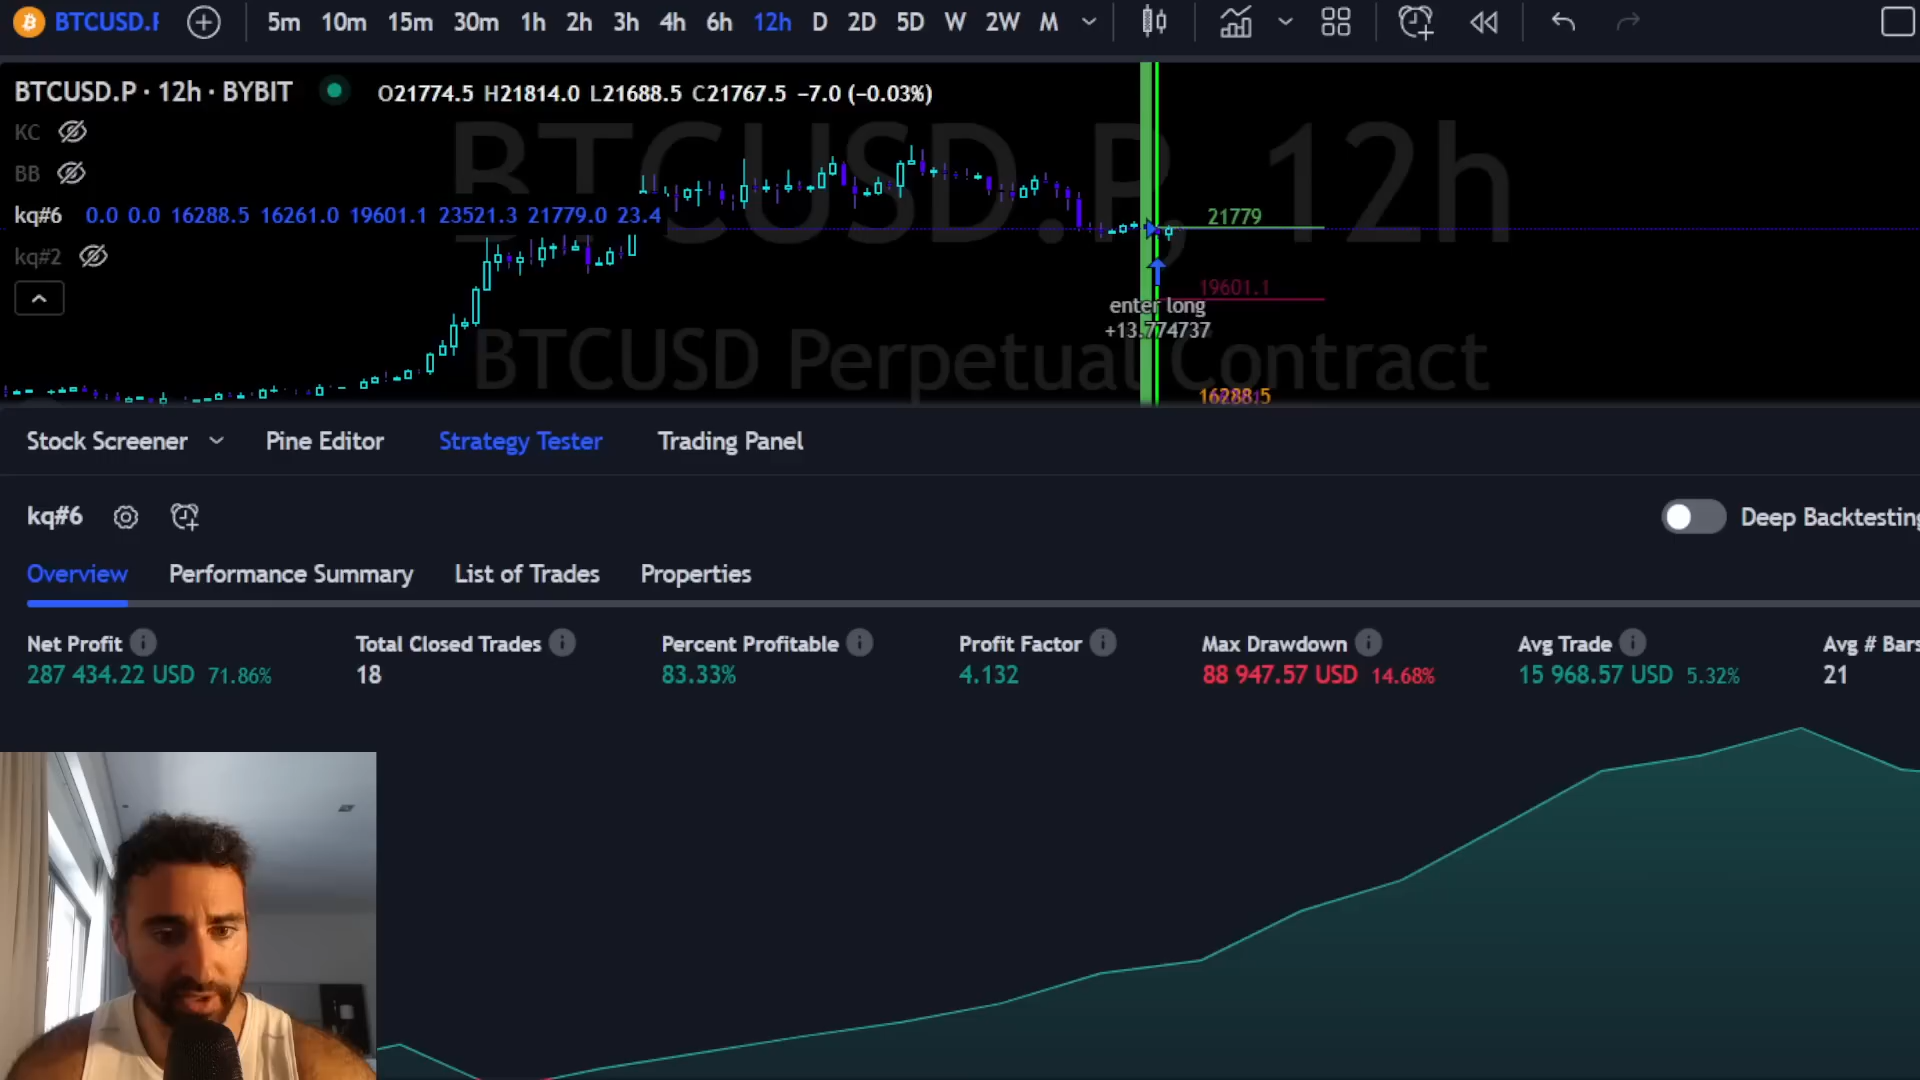 BTCUSD.P
5m 10m 15m 30m 1h 2h 3h 4h 6h 12h D 2D 5D W 2W M
BTCUSD.P · 12h · BYBIT O21774.5 H21814.0 L21688.5 C21767.5 −7.0 (−0.03%)
KC
BB
kq#6 0.0 0.0 16288.5 16261.0 19601.1 23521.3 21779.0 23.4
kq#2
BTCUSD.P, 12h
BTCUSD Perpetual Contract
21779
19601.1
enter long
+13.774737
16288.5
Stock Screener Pine Editor Strategy Tester Trading Panel
kq#6 Deep Backtesting
Overview Performance Summary List of Trades Properties
Net Profit Total Closed Trades Percent Profitable Profit Factor Max Drawdown Avg Trade Avg # Bars
287 434.22 USD 71.86% 18 83.33% 4.132 88 947.57 USD 14.68% 15 968.57 USD 5.32% 21